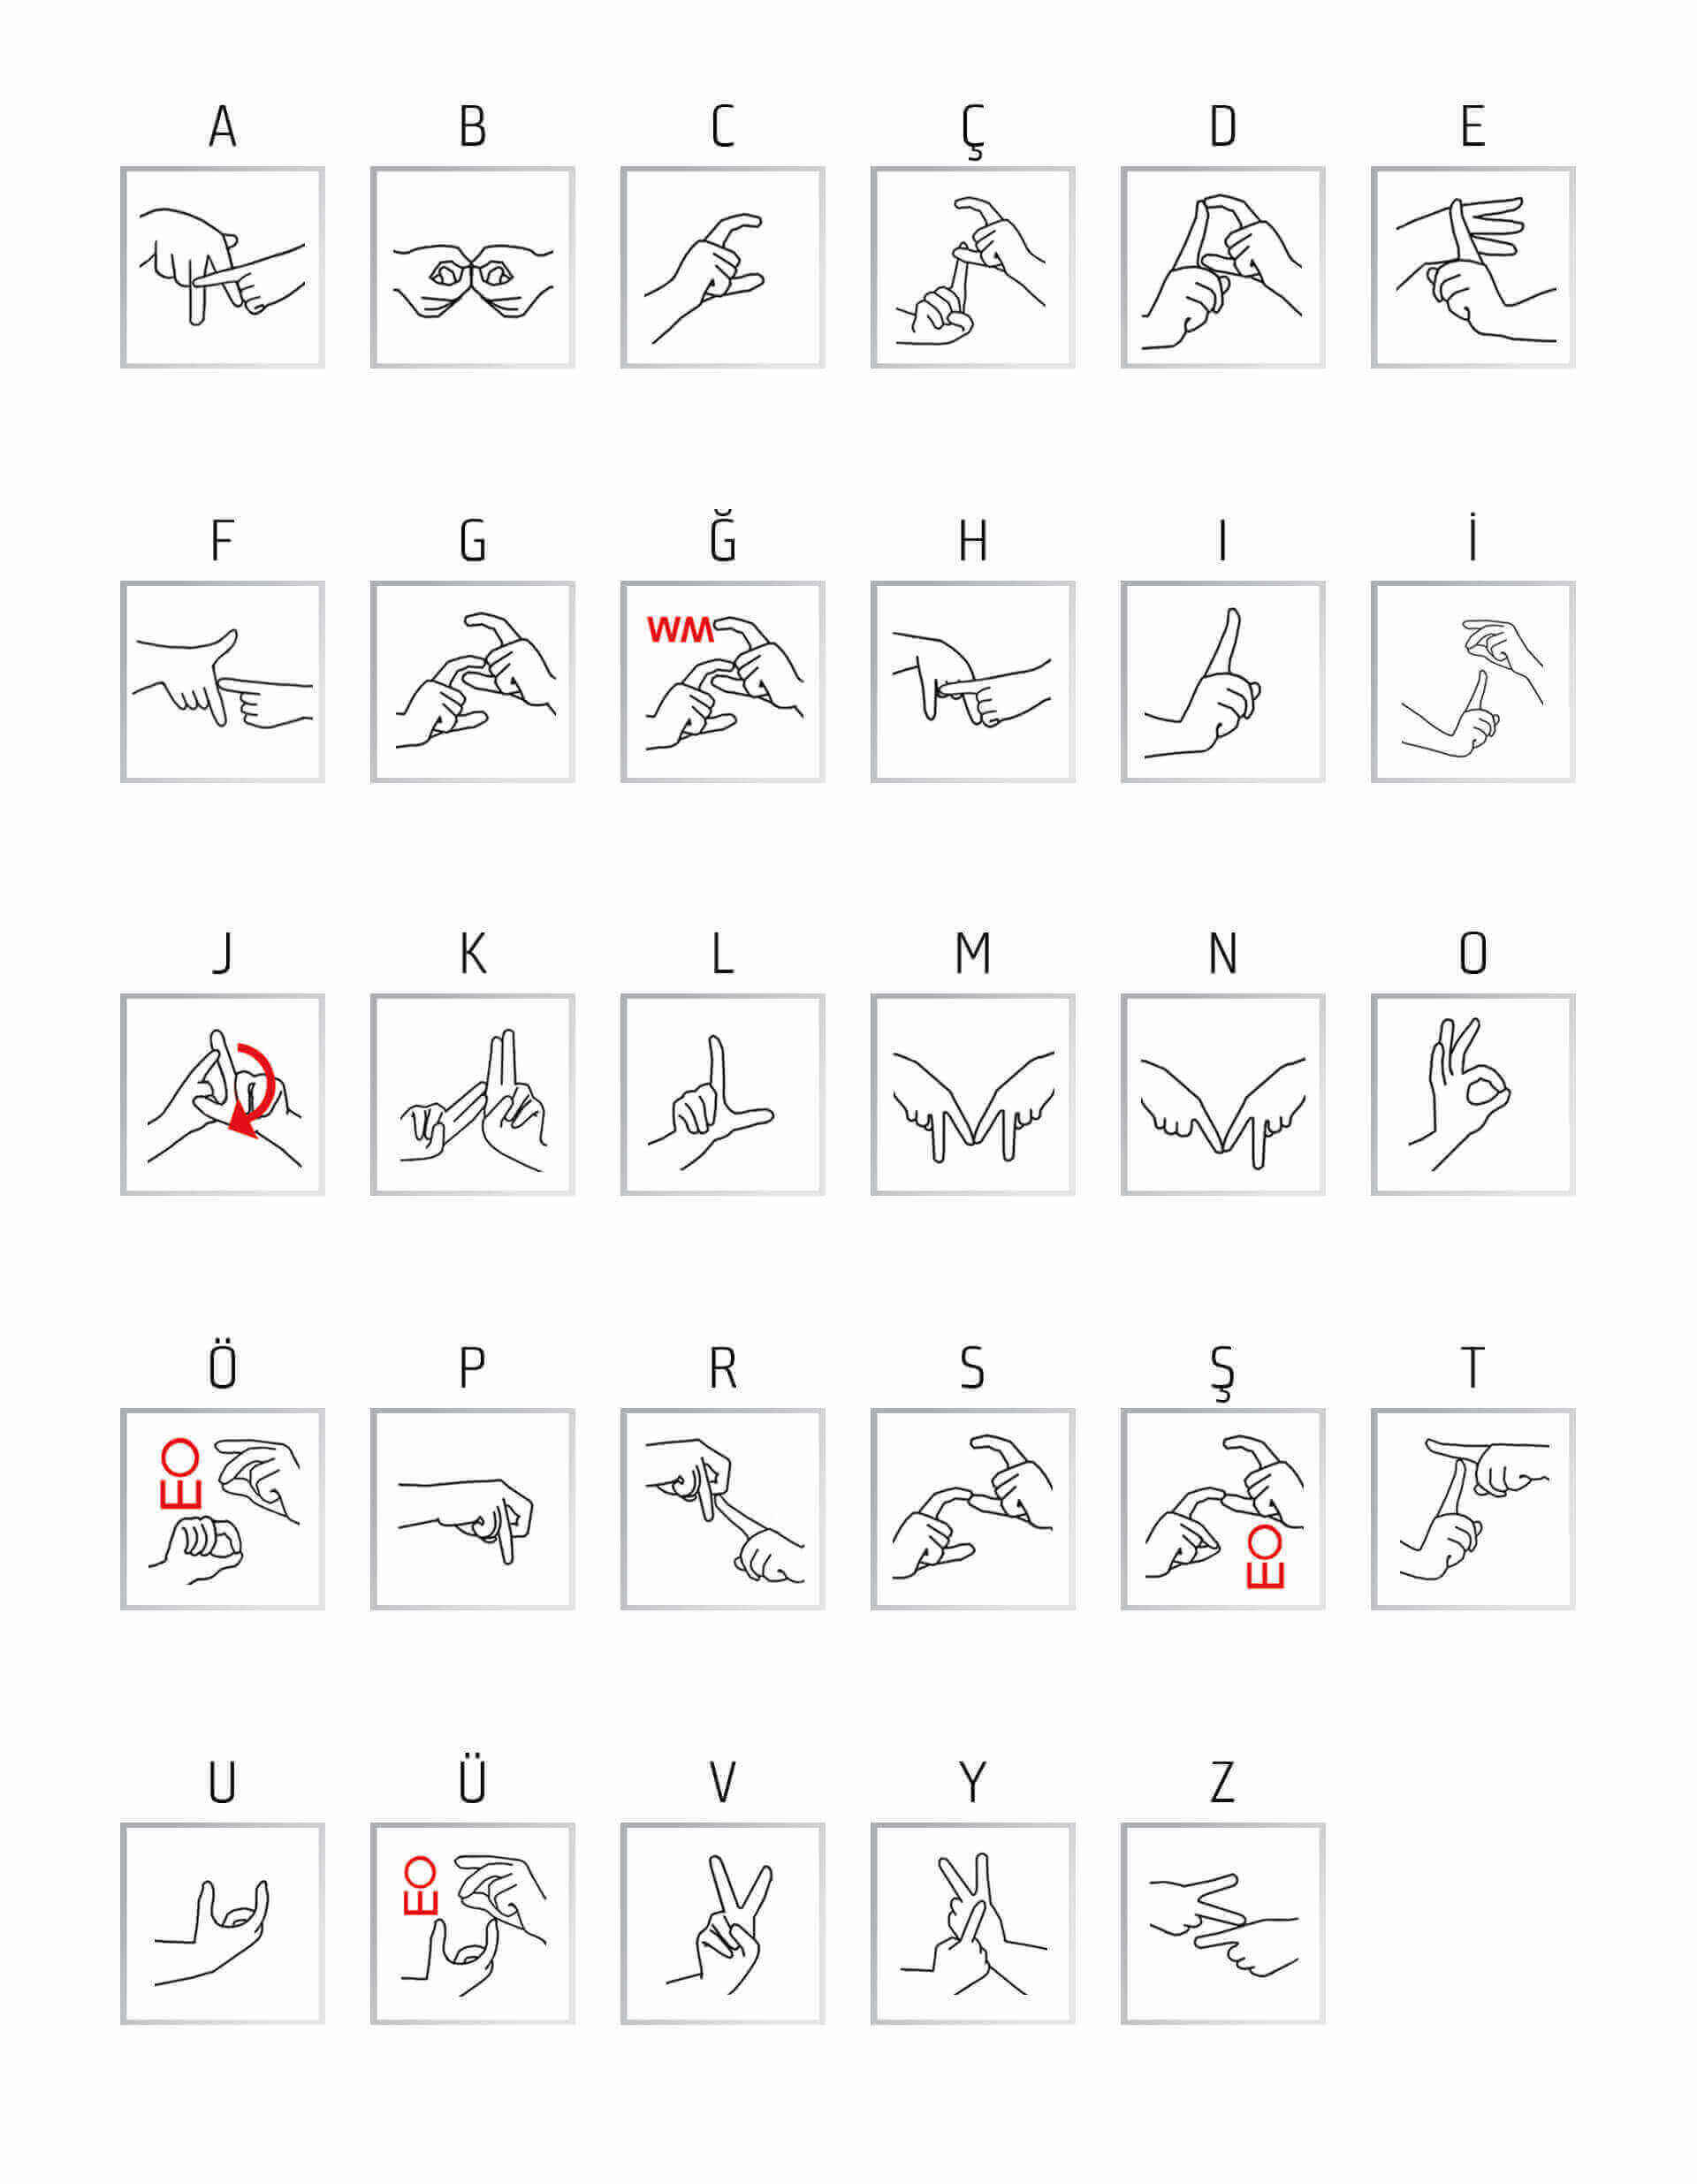 A B C Ç D E
F G Ğ H I İ
WM
J K L M N O
Ö P R S Ş T
EO
EO
U Ü V Y Z
EO